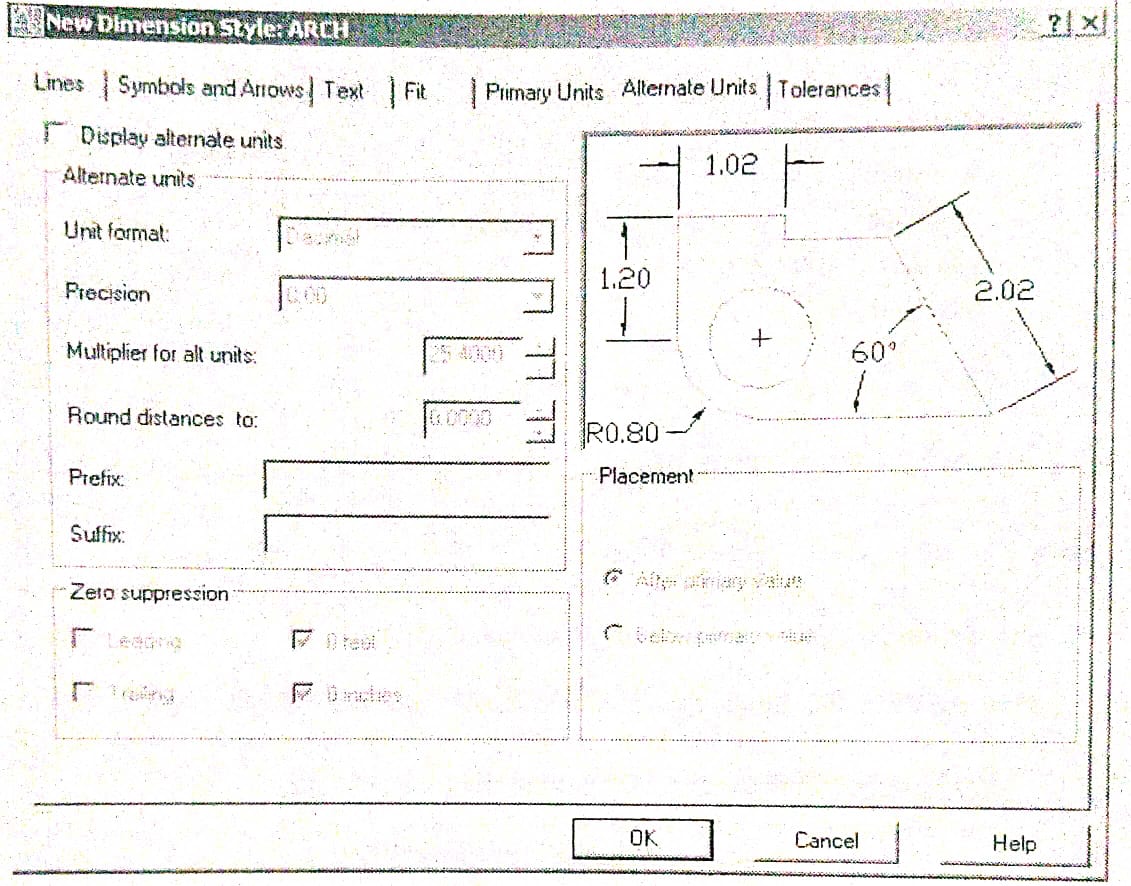 New Dimension Style: ARCH
? X
Lines Symbols and Arrows Text Fit Primary Units Alternate Units Tolerances
Display alternate units
Alternate units
Unit format: Decimal
Precision 0.00
Multiplier for alt units: 25.4000
Round distances to: 0.0000
Prefix:
Suffix:
Zero suppression
Leading 0 feet
Trailing 0 inches
1.02
1.20
2.02
60°
R0.80
Placement
After primary value
Below primary value
OK Cancel Help